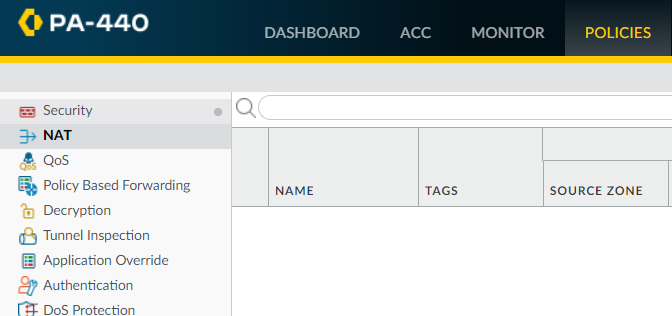 PA-440
DASHBOARD ACC MONITOR POLICIES
Security
NAT
QoS
QoS
Policy Based Forwarding
Decryption
Tunnel Inspection
Application Override
Authentication
DoS Protection
NAME TAGS SOURCE ZONE